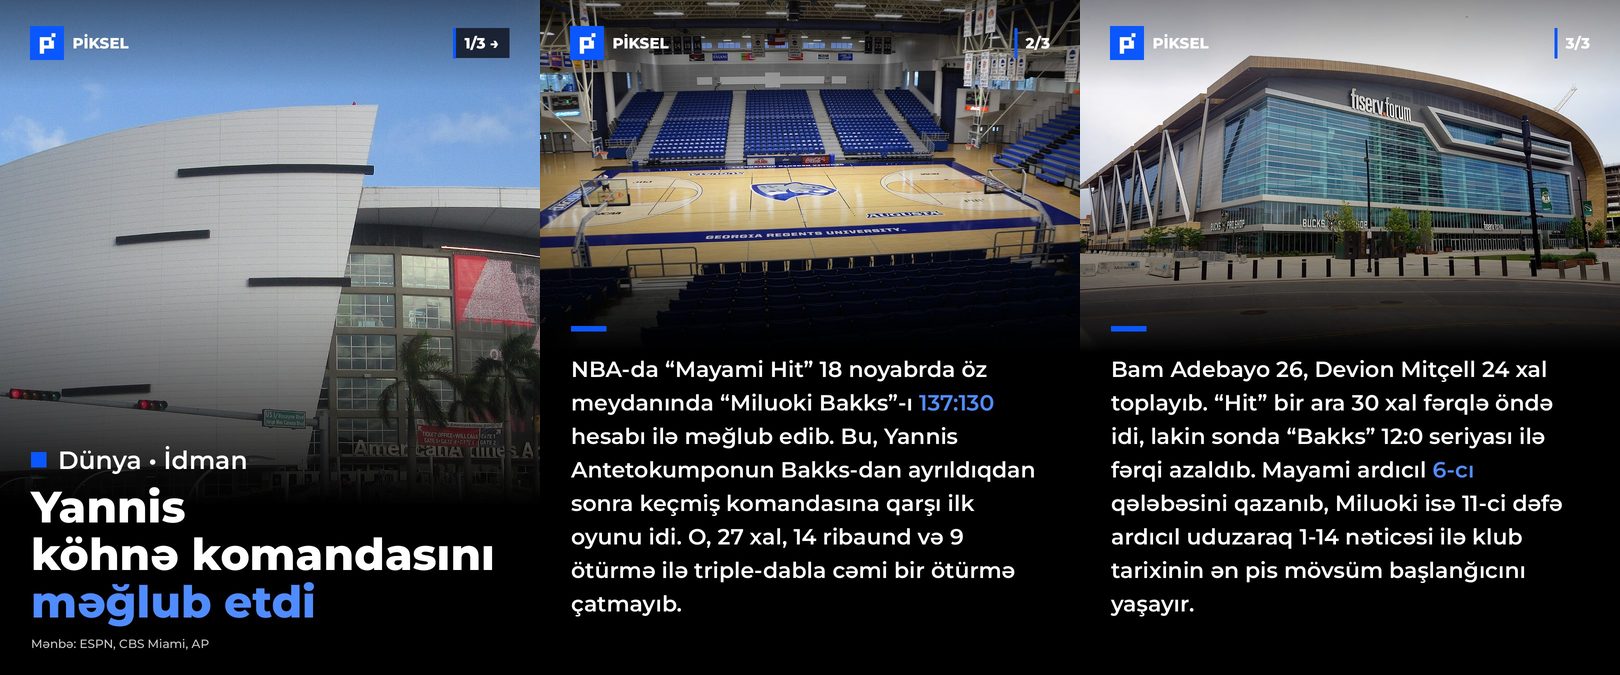 PİKSEL
1/3 →
Dünya • İdman
Yannis
köhnə komandasını
məğlub etdi
Mənbə: ESPN, CBS Miami, AP
AmericanAirlines A
PİKSEL
2/3
AUGUSTA
GEORGIA REGENTS UNIVERSITY
NBA-da “Mayami Hit” 18 noyabrda öz
meydanında “Miluoki Bakks”-ı 137:130
hesabı ilə məğlub edib. Bu, Yannis
Antetokumponun Bakks-dan ayrıldıqdan
sonra keçmiş komandasına qarşı ilk
oyunu idi. O, 27 xal, 14 ribaund və 9
ötürmə ilə triple-dabla cəmi bir ötürmə
çatmayıb.
PİKSEL
3/3
fiserv.forum
BUCKS PRO SHOP
BUCKS
Bam Adebayo 26, Devion Mitçell 24 xal
toplayıb. “Hit” bir ara 30 xal fərqlə öndə
idi, lakin sonda “Bakks” 12:0 seriyası ilə
fərqi azaldıb. Mayami ardıcıl 6-cı
qələbəsini qazanıb, Miluoki isə 11-ci dəfə
ardıcıl uduzaraq 1-14 nəticəsi ilə klub
tarixinin ən pis mövsüm başlanğıcını
yaşayır.